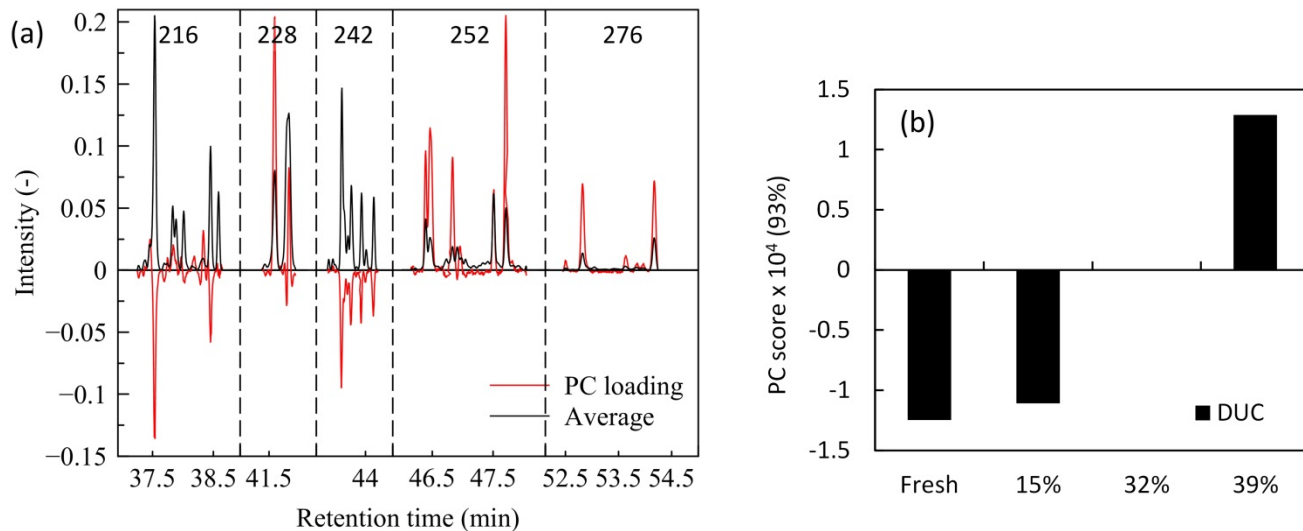 (a)
216 228 242 252 276
0.2
0.15
0.1
0.05
0
−0.05
−0.1
−0.15
Intensity (-)
PC loading
Average
37.5 38.5 41.5 44 46.5 47.5 52.5 53.5 54.5
Retention time (min)
(b)
1.5
1
0.5
0
-0.5
-1
-1.5
PC score x 10⁴ (93%)
DUC
Fresh 15% 32% 39%